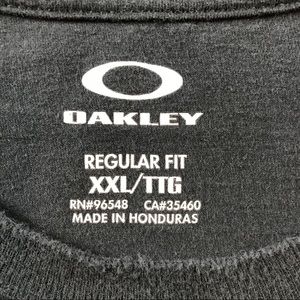 OAKLEY
REGULAR FIT
XXL/TTG
RN#96548 CA#35460
MADE IN HONDURAS